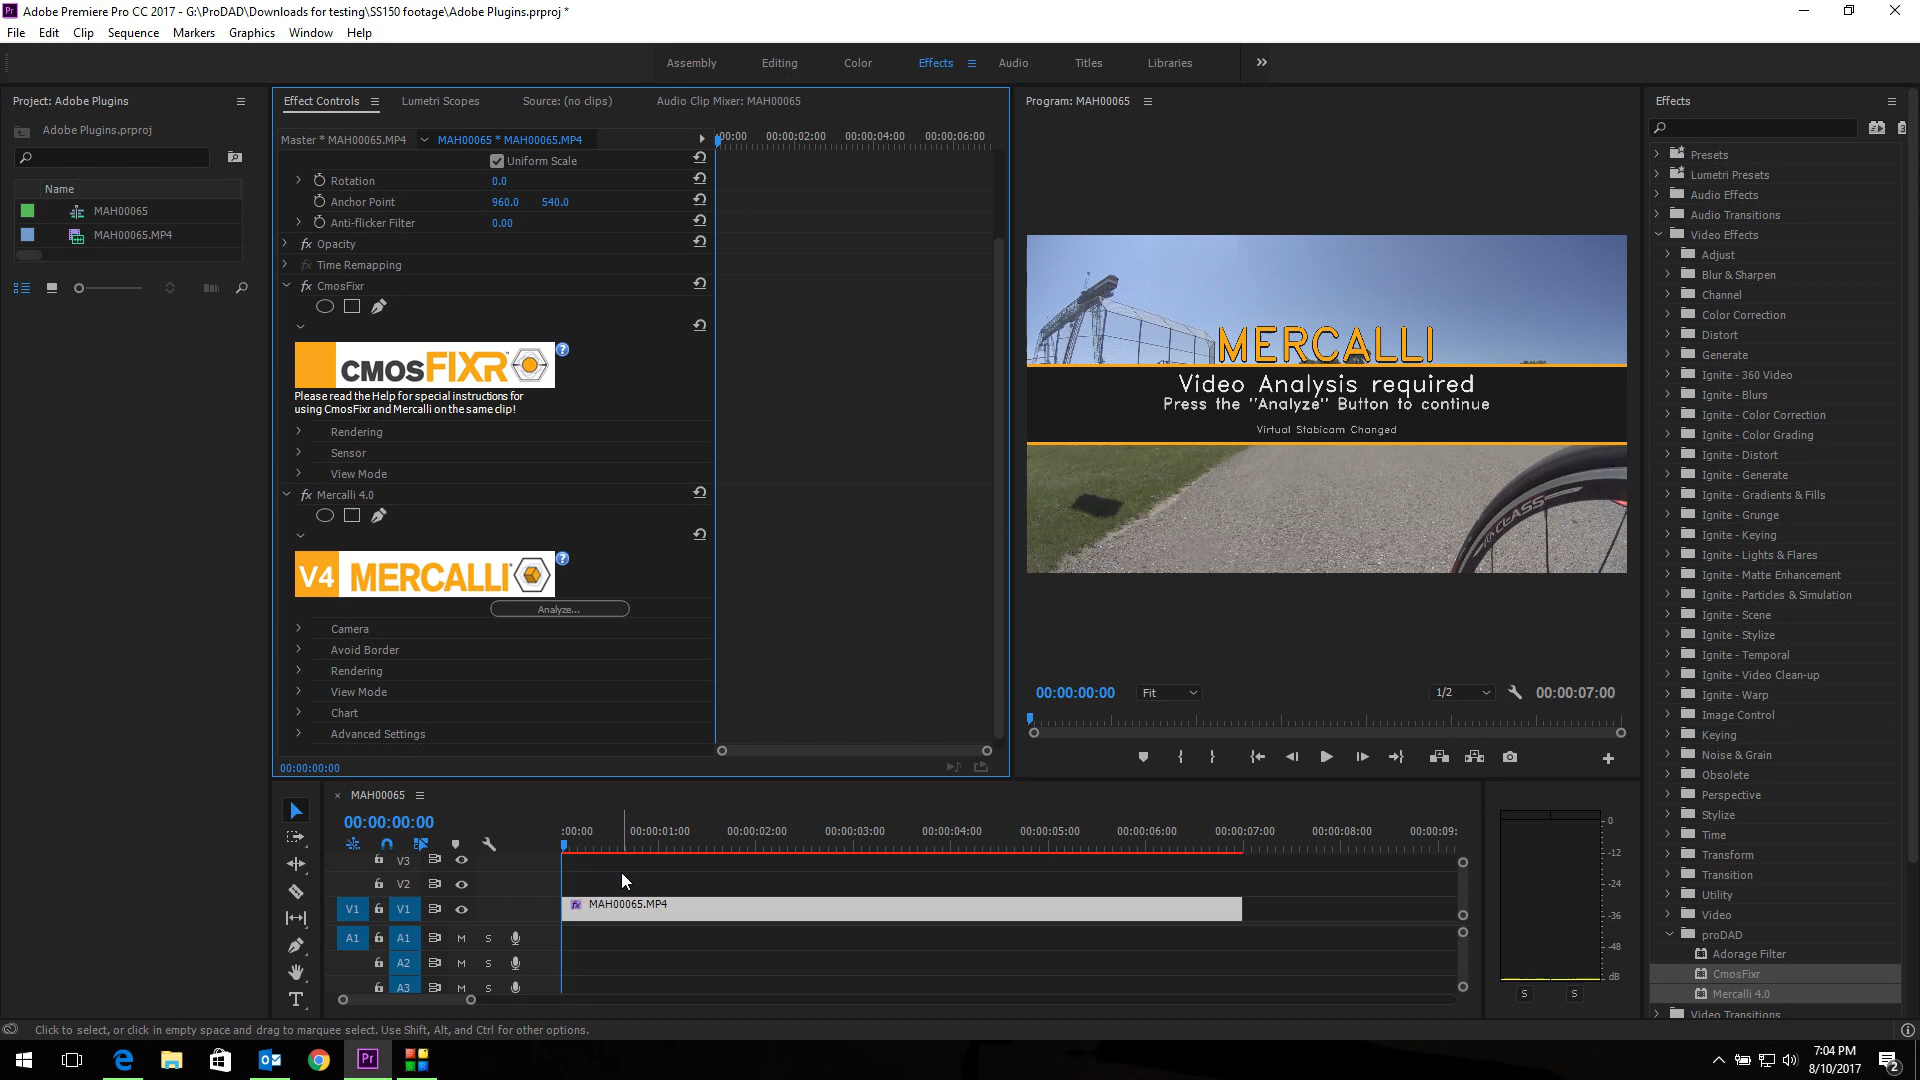 Adobe Premiere Pro CC 2017 - G:\ProDAD\Downloads for testing\SS150 footage\Adobe Plugins.prproj *
File Edit Clip Sequence Markers Graphics Window Help
Assembly Editing Color Effects Audio Titles Libraries
Project: Adobe Plugins
Adobe Plugins.prproj
Name
MAH00065
MAH00065.MP4
Effect Controls Lumetri Scopes Source: (no clips) Audio Clip Mixer: MAH00065
Master * MAH00065.MP4 MAH00065 * MAH00065.MP4
:00:00 00:00:02:00 00:00:04:00 00:00:06:00
Uniform Scale
Rotation 0.0
Anchor Point 960.0 540.0
Anti-flicker Filter 0.00
fx Opacity
fx Time Remapping
fx CmosFixr
CMOSFIXR
Please read the Help for special instructions for
using CmosFixr and Mercalli on the same clip!
Rendering
Sensor
View Mode
fx Mercalli 4.0
V4 MERCALLI
Analyze...
Camera
Avoid Border
Rendering
View Mode
Chart
Advanced Settings
00:00:00:00
Program: MAH00065
MERCALLI
Video Analysis required
Press the "Analyze" Button to continue
Virtual Stabicam Changed
CLASS
00:00:00:00 Fit 1/2 00:00:07:00
Effects
Presets
Lumetri Presets
Audio Effects
Audio Transitions
Video Effects
Adjust
Blur & Sharpen
Channel
Color Correction
Distort
Generate
Ignite - 360 Video
Ignite - Blurs
Ignite - Color Correction
Ignite - Color Grading
Ignite - Distort
Ignite - Generate
Ignite - Gradients & Fills
Ignite - Grunge
Ignite - Keying
Ignite - Lights & Flares
Ignite - Matte Enhancement
Ignite - Particles & Simulation
Ignite - Scene
Ignite - Stylize
Ignite - Temporal
Ignite - Video Clean-up
Ignite - Warp
Image Control
Keying
Noise & Grain
Obsolete
Perspective
Stylize
Time
Transform
Transition
Utility
Video
proDAD
Adorage Filter
CmosFixr
Mercalli 4.0
Video Transitions
× MAH00065
00:00:00:00
:00:00 00:00:01:00 00:00:02:00 00:00:03:00 00:00:04:00 00:00:05:00 00:00:06:00 00:00:07:00 00:00:08:00 00:00:09:
V3
V2
V1 V1 fx MAH00065.MP4
A1 A1 M S
A2 M S
A3 M S
0
-12
-24
-36
-48
dB
S S
Click to select, or click in empty space and drag to marquee select. Use Shift, Alt, and Ctrl for other options.
7:04 PM
8/10/2017
2